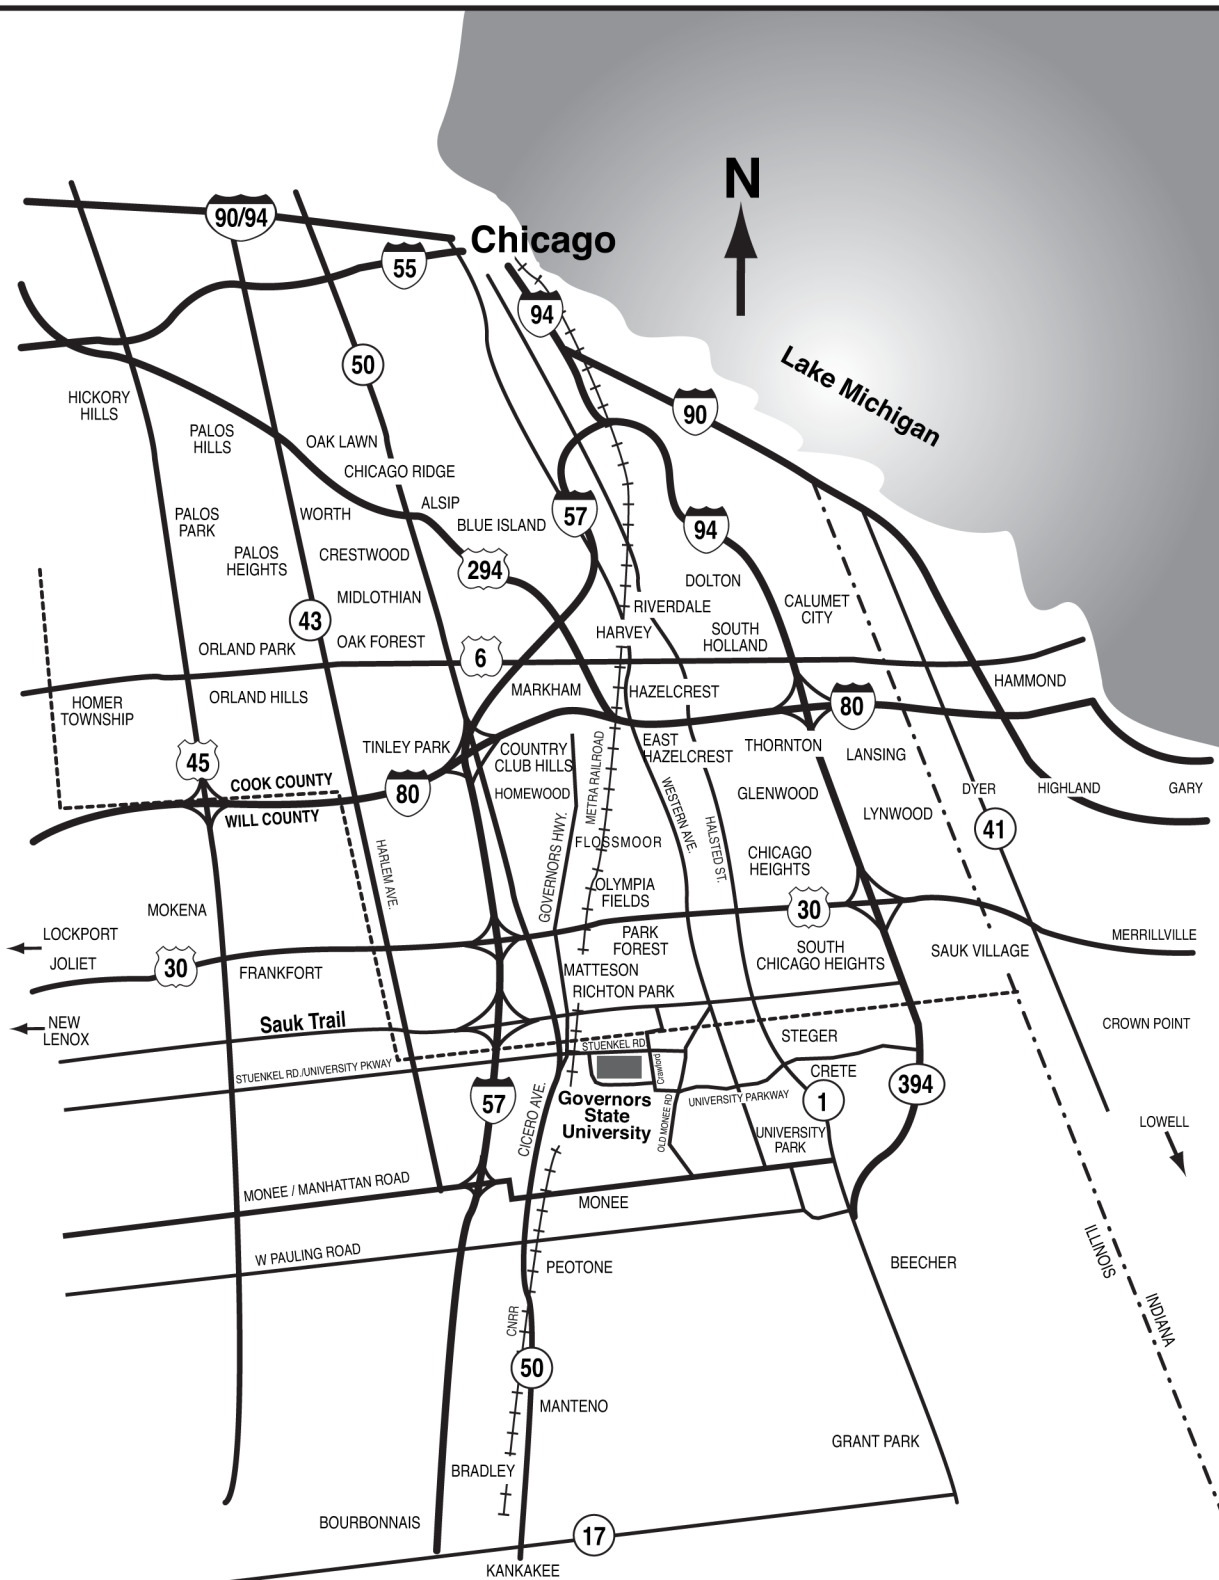 N
90/94
Chicago
55
94
Lake Michigan
50
90
HICKORY
HILLS
PALOS
HILLS
OAK LAWN
CHICAGO RIDGE
ALSIP
PALOS
PARK
WORTH
BLUE ISLAND
57
94
PALOS
HEIGHTS
CRESTWOOD
294
DOLTON
MIDLOTHIAN
RIVERDALE
CALUMET
CITY
43
HARVEY
SOUTH
HOLLAND
ORLAND PARK
OAK FOREST
6
HOMER
TOWNSHIP
ORLAND HILLS
MARKHAM
HAZELCREST
80
HAMMOND
45
TINLEY PARK
COUNTRY
CLUB HILLS
METRA RAILROAD
EAST
HAZELCREST
THORNTON
LANSING
COOK COUNTY
WILL COUNTY
80
HOMEWOOD
WESTERN AVE.
GLENWOOD
LYNWOOD
DYER
HIGHLAND
GARY
41
HARLEM AVE.
GOVERNORS HWY.
FLOSSMOOR
HALSTED ST.
CHICAGO
HEIGHTS
OLYMPIA
FIELDS
30
MOKENA
LOCKPORT
JOLIET
30
FRANKFORT
PARK
FOREST
SOUTH
CHICAGO HEIGHTS
SAUK VILLAGE
MERRILLVILLE
MATTESON
RICHTON PARK
NEW
LENOX
Sauk Trail
STUENKEL RD.
STEGER
CROWN POINT
STUENKEL RD./UNIVERSITY PKWAY
Crawford
CRETE
57
CICERO AVE.
Governors
State
University
OLD MONEE RD
UNIVERSITY PARKWAY
1
394
UNIVERSITY
PARK
LOWELL
MONEE / MANHATTAN ROAD
MONEE
W PAULING ROAD
PEOTONE
BEECHER
ILLINOIS
INDIANA
CNRR
50
MANTENO
GRANT PARK
BRADLEY
BOURBONNAIS
17
KANKAKEE